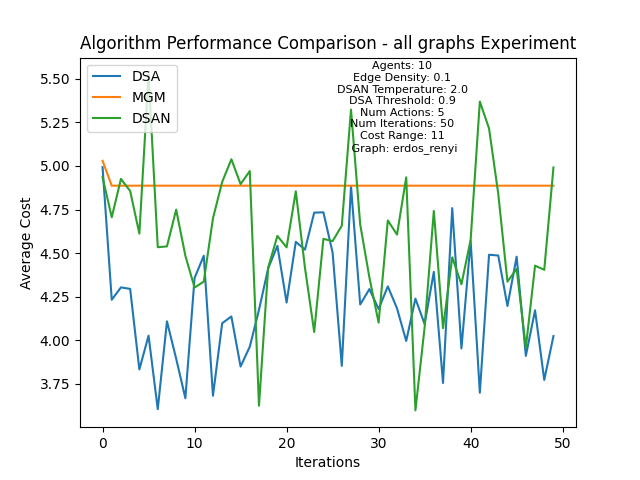 Algorithm Performance Comparison - all graphs Experiment
DSA
MGM
DSAN
Agents: 10
Edge Density: 0.1
DSAN Temperature: 2.0
DSA Threshold: 0.9
Num Actions: 5
Num Iterations: 50
Cost Range: 11
Graph: erdos_renyi
Average Cost
5.50
5.25
5.00
4.75
4.50
4.25
4.00
3.75
0
10
20
30
40
50
Iterations